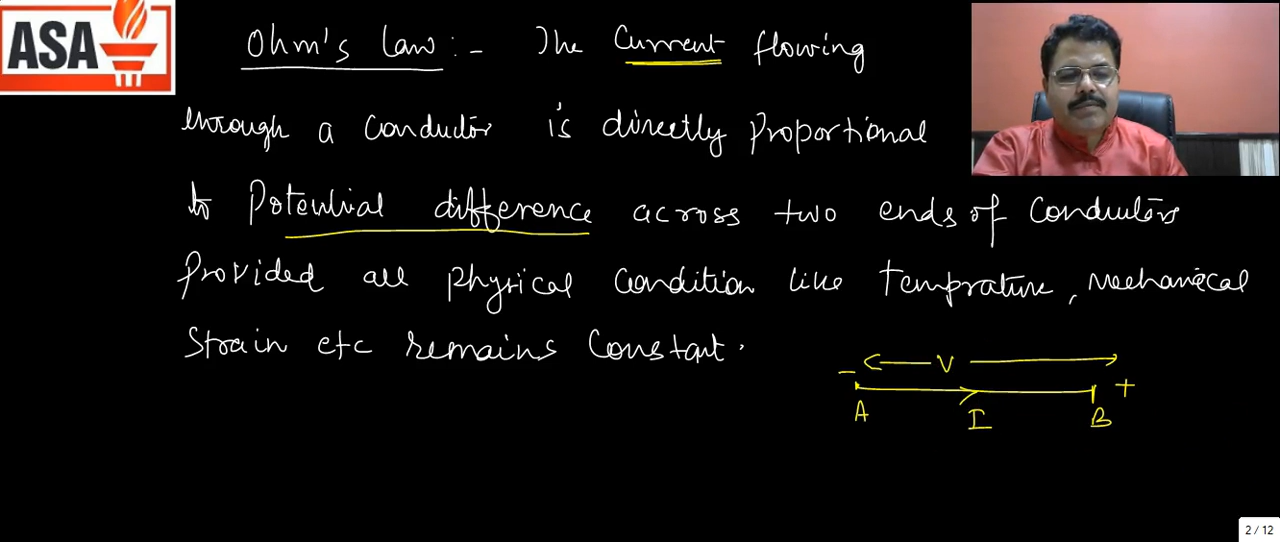 ASA
Ohm's Law :- The Current flowing
through a conductor is directly proportional
to Potential difference across two ends of Conductors
Provided all physical Condition like Temprature, Mechanical
Strain etc remains Constant.
V
- +
A I B
2 / 12